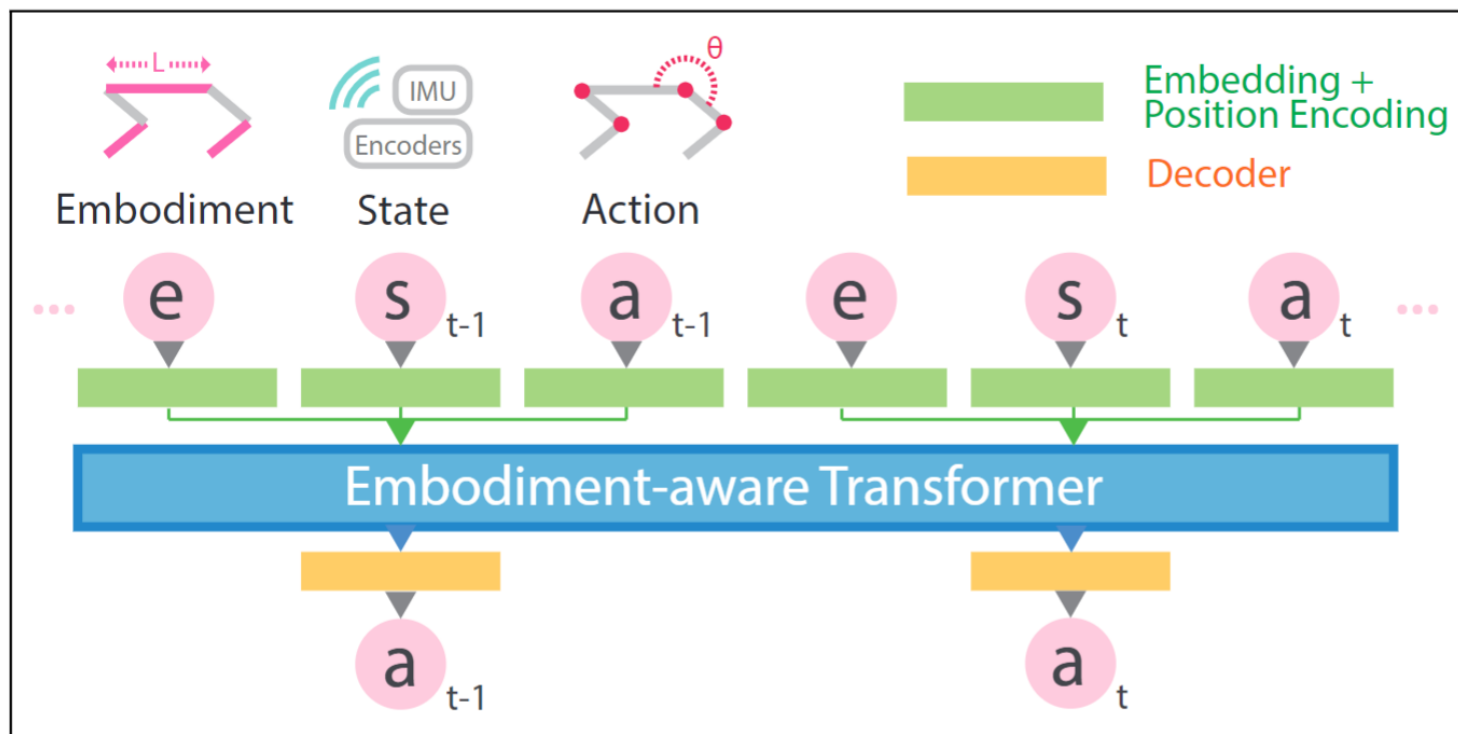 L
IMU
Encoders
θ
Embedding +
Position Encoding
Decoder
Embodiment
State
Action
...
e
s t-1
a t-1
e
s t
a t
...
Embodiment-aware Transformer
a t-1
a t